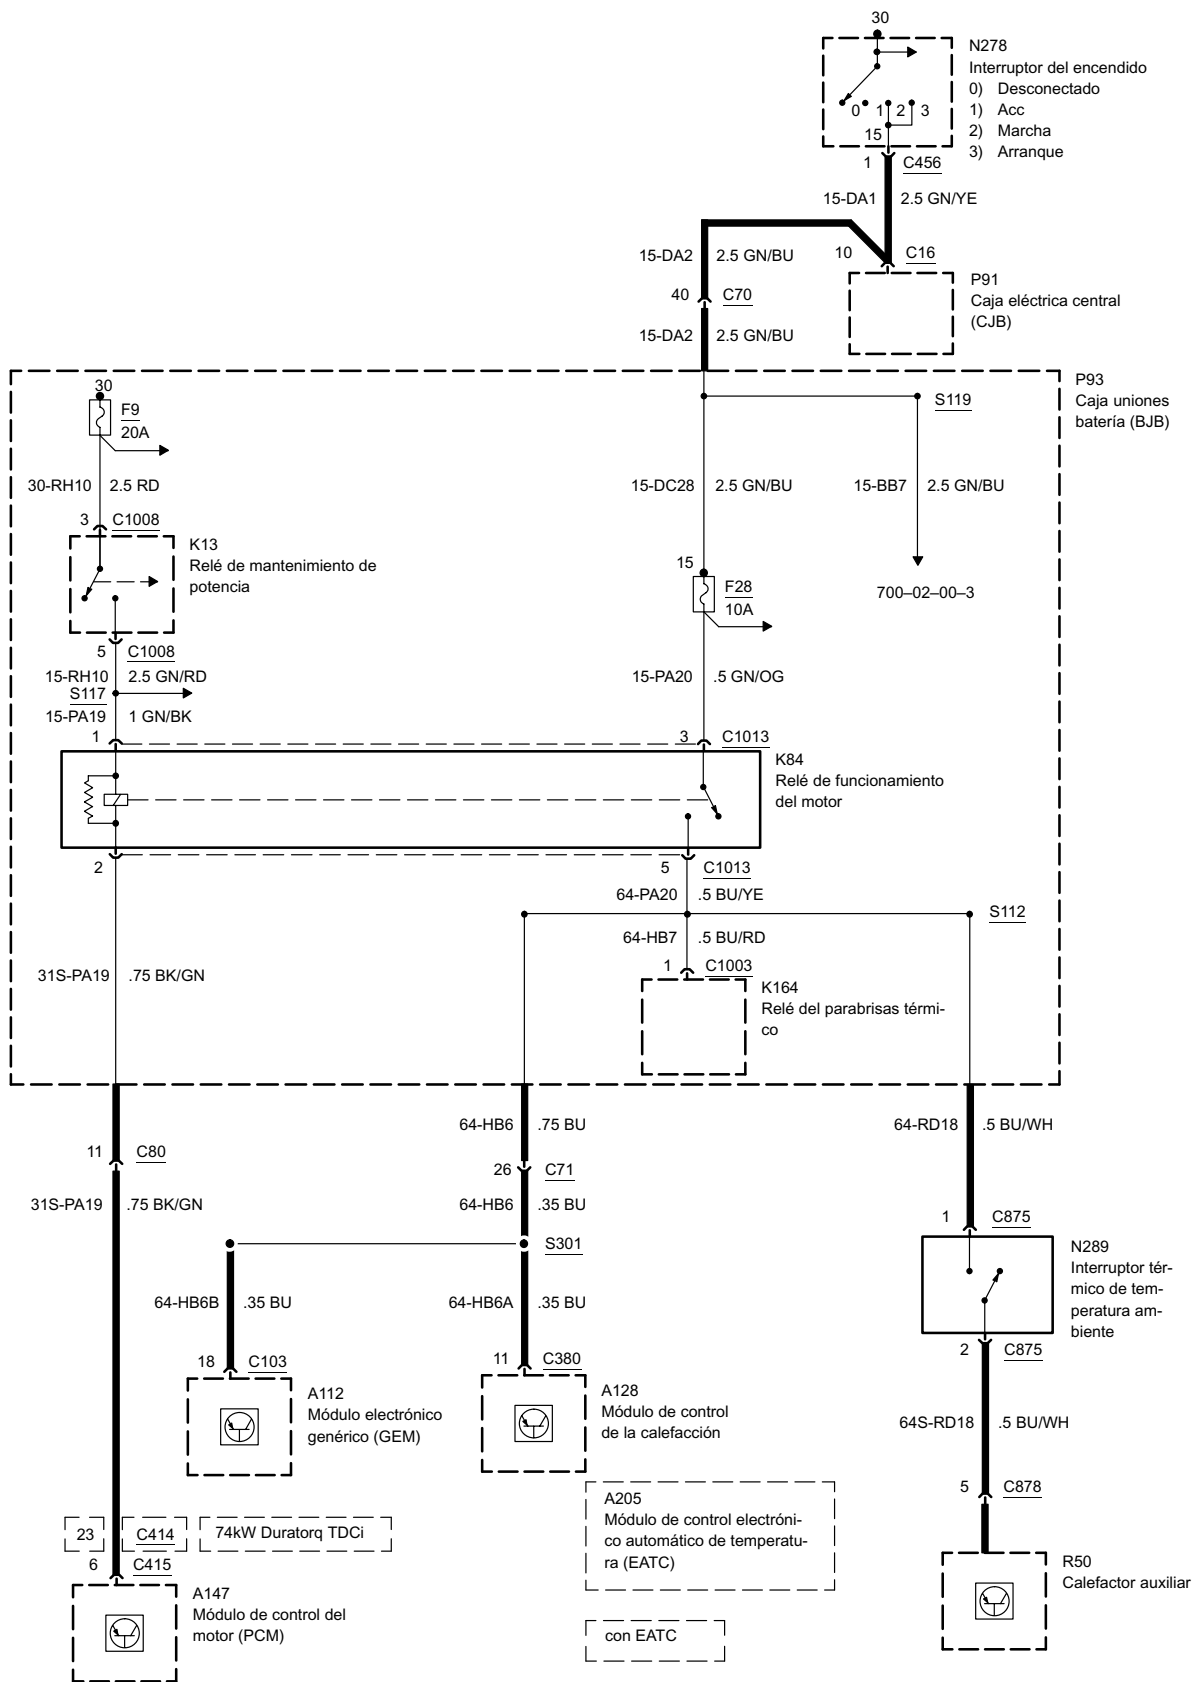 30
N278
Interruptor del encendido
0) Desconectado
1) Acc
2) Marcha
3) Arranque
0 1 2 3
15
1 C456
15-DA1 2.5 GN/YE
15-DA2 2.5 GN/BU
10 C16
P91
Caja eléctrica central
(CJB)
40 C70
15-DA2 2.5 GN/BU
P93
Caja uniones
batería (BJB)
30
F9
20A
S119
30-RH10 2.5 RD
15-DC28 2.5 GN/BU
15-BB7 2.5 GN/BU
3 C1008
K13
Relé de mantenimiento de
potencia
15
F28
10A
700–02–00–3
5 C1008
15-RH10 2.5 GN/RD
S117
15-PA19 1 GN/BK
15-PA20 .5 GN/OG
1
3 C1013
K84
Relé de funcionamiento
del motor
2
5 C1013
64-PA20 .5 BU/YE
S112
64-HB7 .5 BU/RD
1 C1003
K164
Relé del parabrisas térmi-
co
31S-PA19 .75 BK/GN
64-HB6 .75 BU
64-RD18 .5 BU/WH
11 C80
26 C71
31S-PA19 .75 BK/GN
64-HB6 .35 BU
1 C875
S301
N289
Interruptor tér-
mico de tem-
peratura am-
biente
64-HB6B .35 BU
64-HB6A .35 BU
2 C875
18 C103
11 C380
A112
Módulo electrónico
genérico (GEM)
A128
Módulo de control
de la calefacción
64S-RD18 .5 BU/WH
5 C878
A205
Módulo de control electróni-
co automático de temperatu-
ra (EATC)
23 C414 74kW Duratorq TDCi
6 C415
R50
Calefactor auxiliar
A147
Módulo de control del
motor (PCM)
con EATC